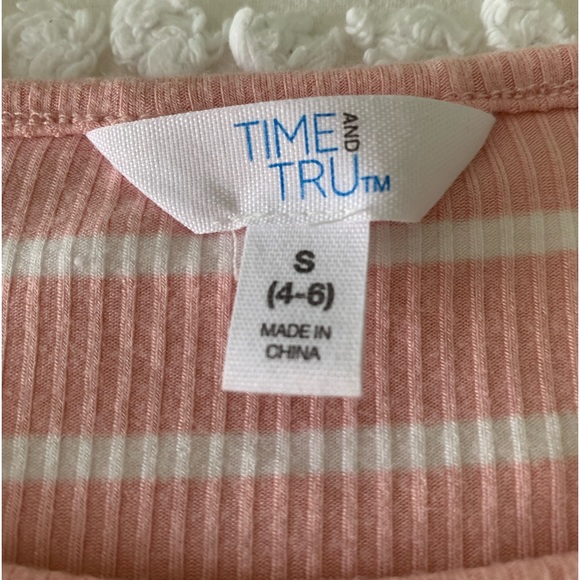 TIME AND
TRU™
S
(4-6)
MADE IN
CHINA